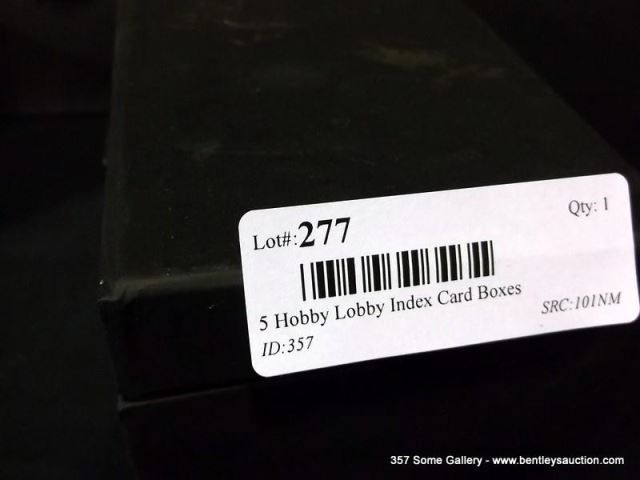 Lot#:277
Qty: 1
5 Hobby Lobby Index Card Boxes
ID:357
SRC:101NM
357 Some Gallery - www.bentleysauction.com